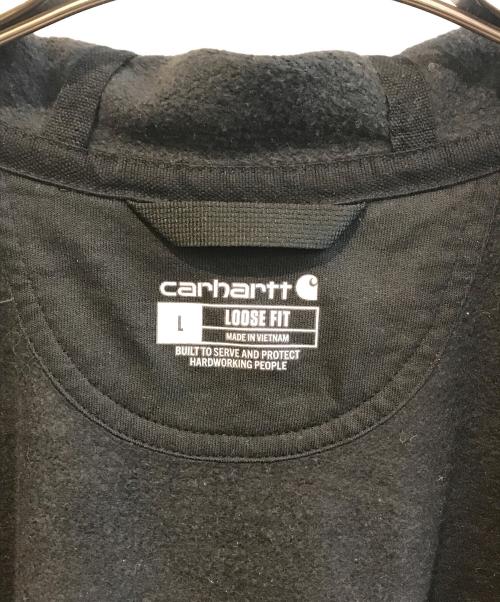 carhartt
L
LOOSE FIT
MADE IN VIETNAM
BUILT TO SERVE AND PROTECT
HARDWORKING PEOPLE